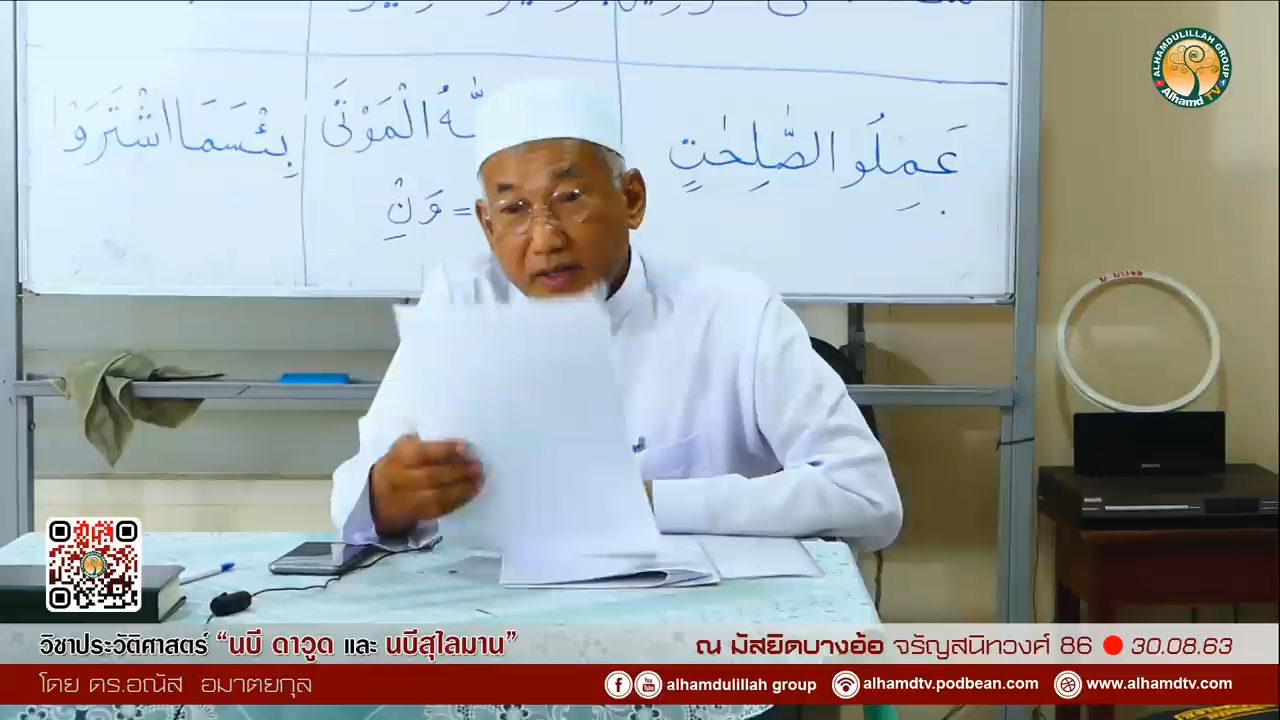 ALHAMDULILLAH GROUP
Alhamd TV
عَمِلُوا الصّٰلِحٰتِ
ـهُ الْمَوْتَى
بِئْسَمَا اشْتَرَوْا
= وَنِ
วิชาประวัติศาสตร์ “นบี ดาวูด และ นบีสุไลมาน”
ณ มัสยิดบางอ้อ จรัญสนิทวงศ์ 86 30.08.63
โดย ดร.อณัส อมาตยกุล
alhamdulillah group alhamdtv.podbean.com www.alhamdtv.com